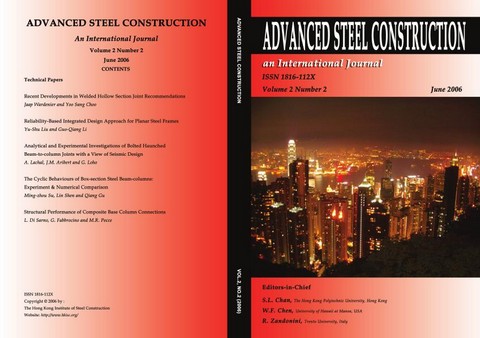 ADVANCED STEEL CONSTRUCTION
An International Journal
Volume 2 Number 2
June 2006
CONTENTS
Technical Papers
Recent Developments in Welded Hollow Section Joint Recommendations
Jaap Wardenier and Yoo Sang Choo
Reliability-Based Integrated Design Approach for Planar Steel Frames
Yu-Shu Liu and Guo-Qiang Li
Analytical and Experimental Investigations of Bolted Haunched
Beam-to-column Joints with a View of Seismic Design
A. Lachal, J.M. Aribert and G. Loho
The Cyclic Behaviours of Box-section Steel Beam-columns:
Experiment & Numerical Comparison
Ming-zhou Su, Lin Shen and Qiang Gu
Structural Performance of Composite Base Column Connections
L. Di Sarno, G. Fabbrocino and M.R. Pecce
ISSN 1816-112X
Copyright © 2006 by :
The Hong Kong Institute of Steel Construction
Website: http://www.hkisc.org/
ADVANCED STEEL CONSTRUCTION
VOL.2, NO.2 (2006)
ADVANCED STEEL CONSTRUCTION
an International Journal
ISSN 1816-112X
Volume 2 Number 2 June 2006
Editors-in-Chief
S.L. Chan, The Hong Kong Polytechnic University, Hong Kong
W.F. Chen, University of Hawaii at Manoa, USA
R. Zandonini, Trento University, Italy